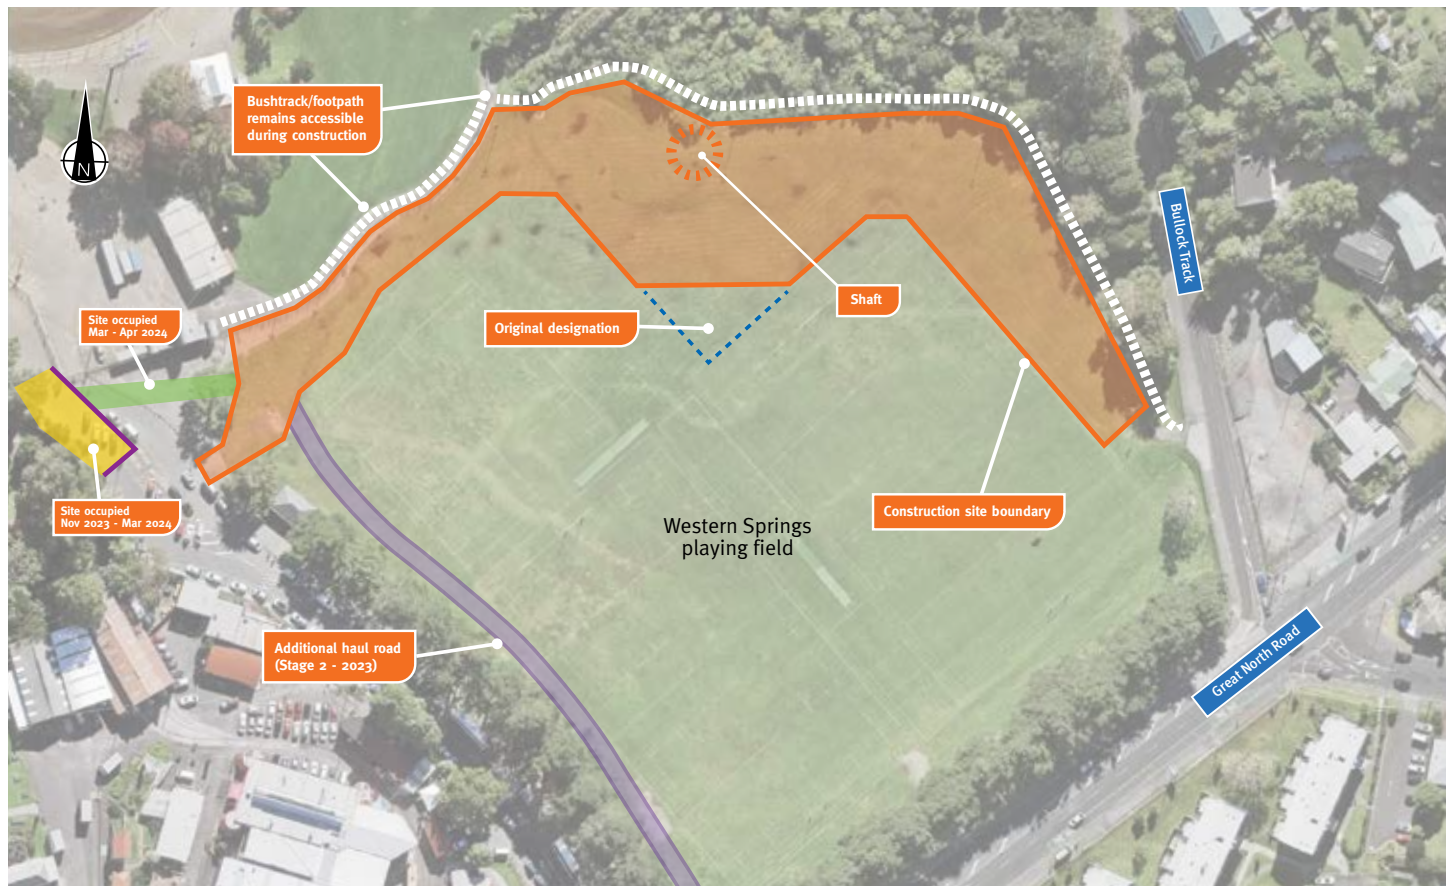 Bushtrack/footpath
remains accessible
during construction
N
Bullock Track
Site occupied
Mar - Apr 2024
Shaft
Original designation
Site occupied
Nov 2023 - Mar 2024
Construction site boundary
Western Springs
playing field
Additional haul road
(Stage 2 - 2023)
Great North Road